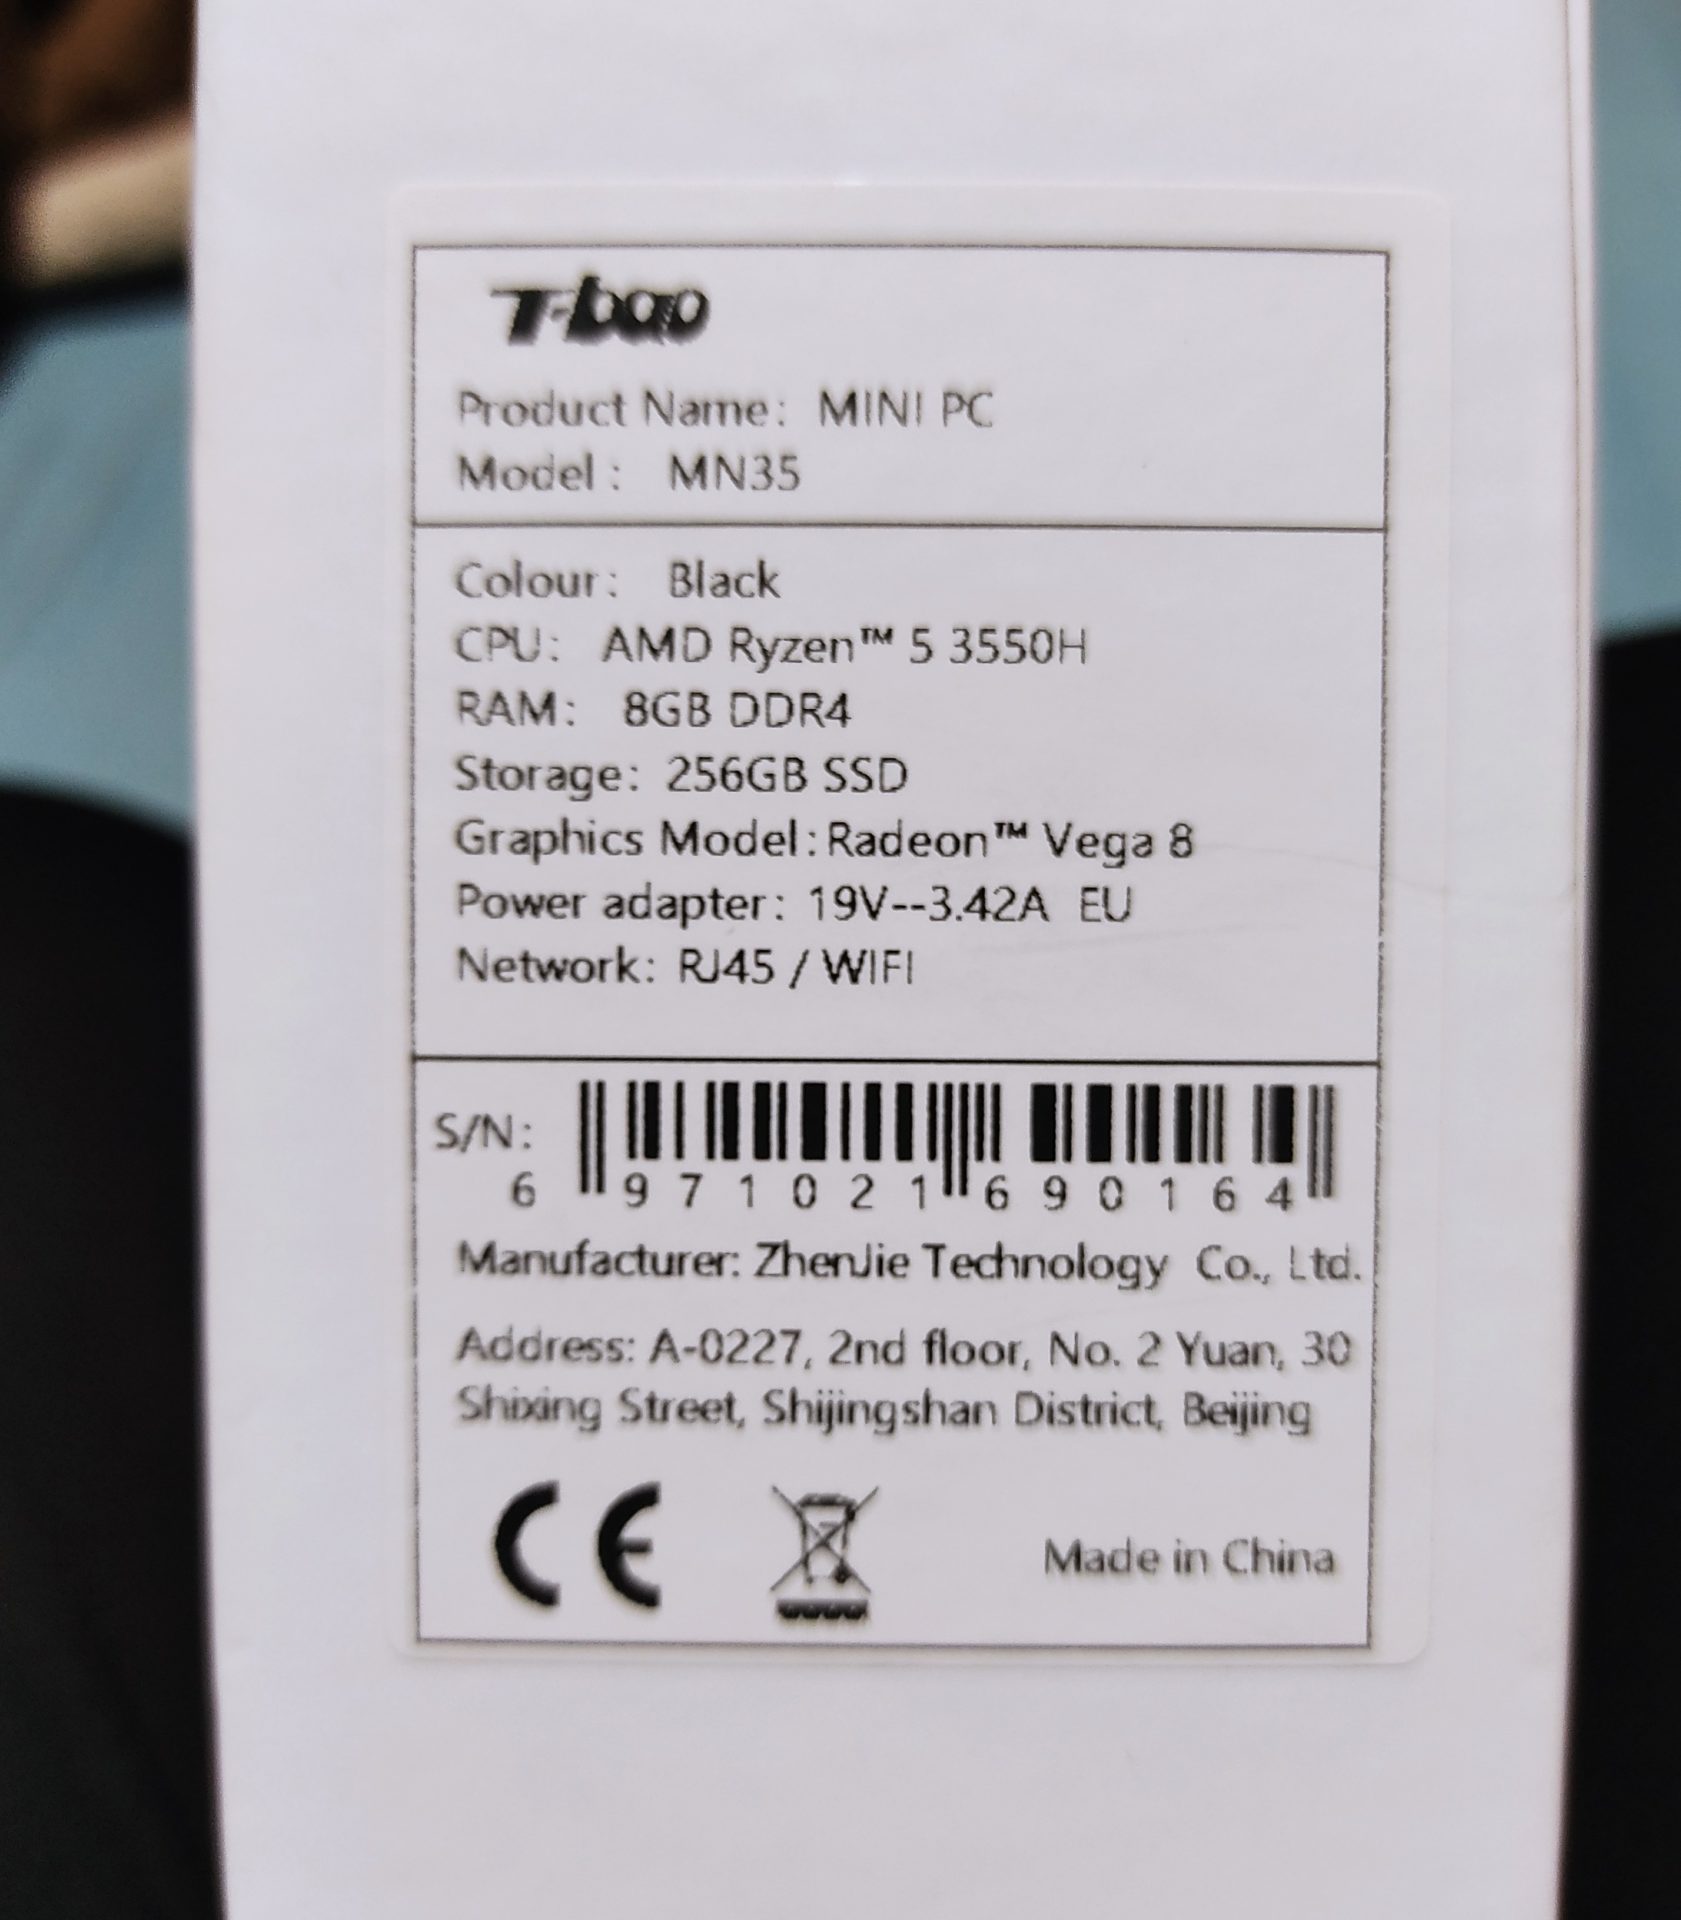 T-bao
Product Name: MINI PC
Model: MN35
Colour: Black
CPU: AMD Ryzen™ 5 3550H
RAM: 8GB DDR4
Storage: 256GB SSD
Graphics Model: Radeon™ Vega 8
Power adapter: 19V--3.42A EU
Network: RJ45 / WIFI
S/N:
6 971021 690164
Manufacturer: ZhenJie Technology Co., Ltd.
Address: A-0227, 2nd floor, No. 2 Yuan, 30
Shixing Street, Shijingshan District, Beijing
CE
Made in China